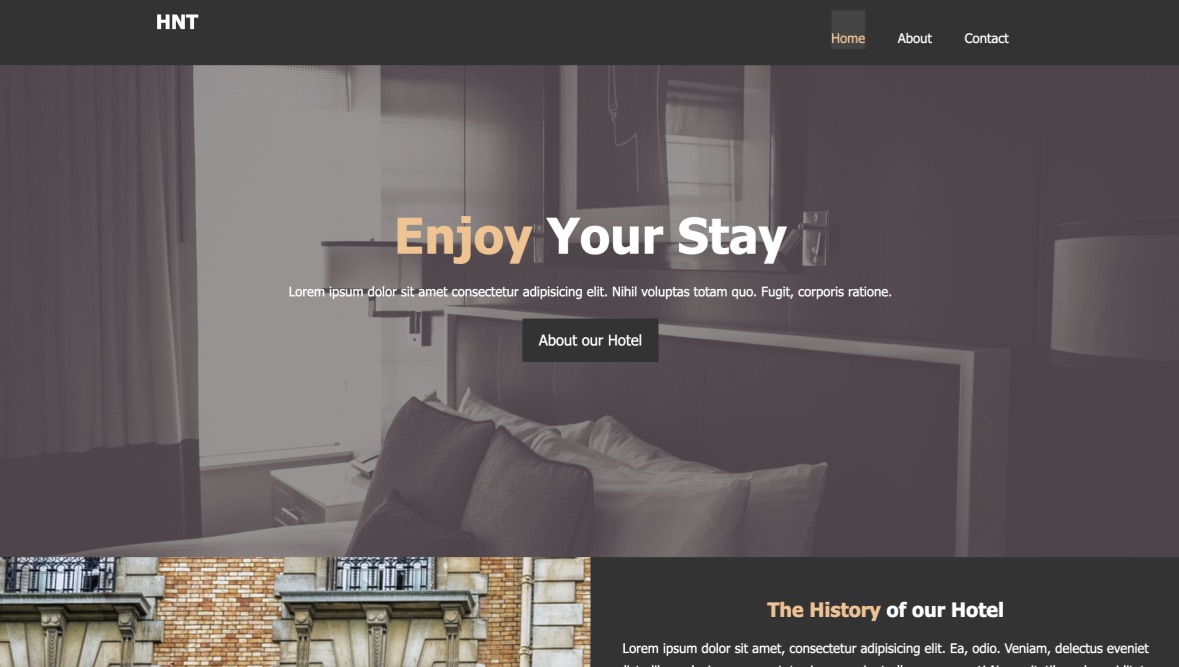 HNT
Home About Contact
Enjoy Your Stay
Lorem ipsum dolor sit amet consectetur adipisicing elit. Nihil voluptas totam quo. Fugit, corporis ratione.
About our Hotel
The History of our Hotel
Lorem ipsum dolor sit amet, consectetur adipisicing elit. Ea, odio. Veniam, delectus eveniet